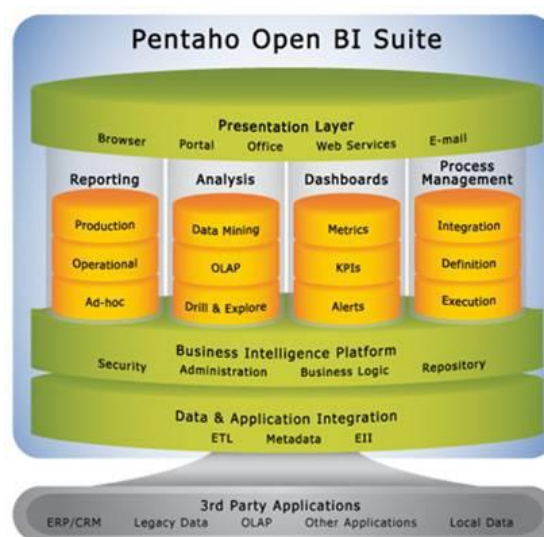 Pentaho Open BI Suite
Presentation Layer
Browser Portal Office Web Services E-mail
Reporting Analysis Dashboards Process Management
Production Data Mining Metrics Integration
Operational OLAP KPIs Definition
Ad-hoc Drill & Explore Alerts Execution
Business Intelligence Platform
Security Administration Business Logic Repository
Data & Application Integration
ETL Metadata EII
3rd Party Applications
ERP/CRM Legacy Data OLAP Other Applications Local Data